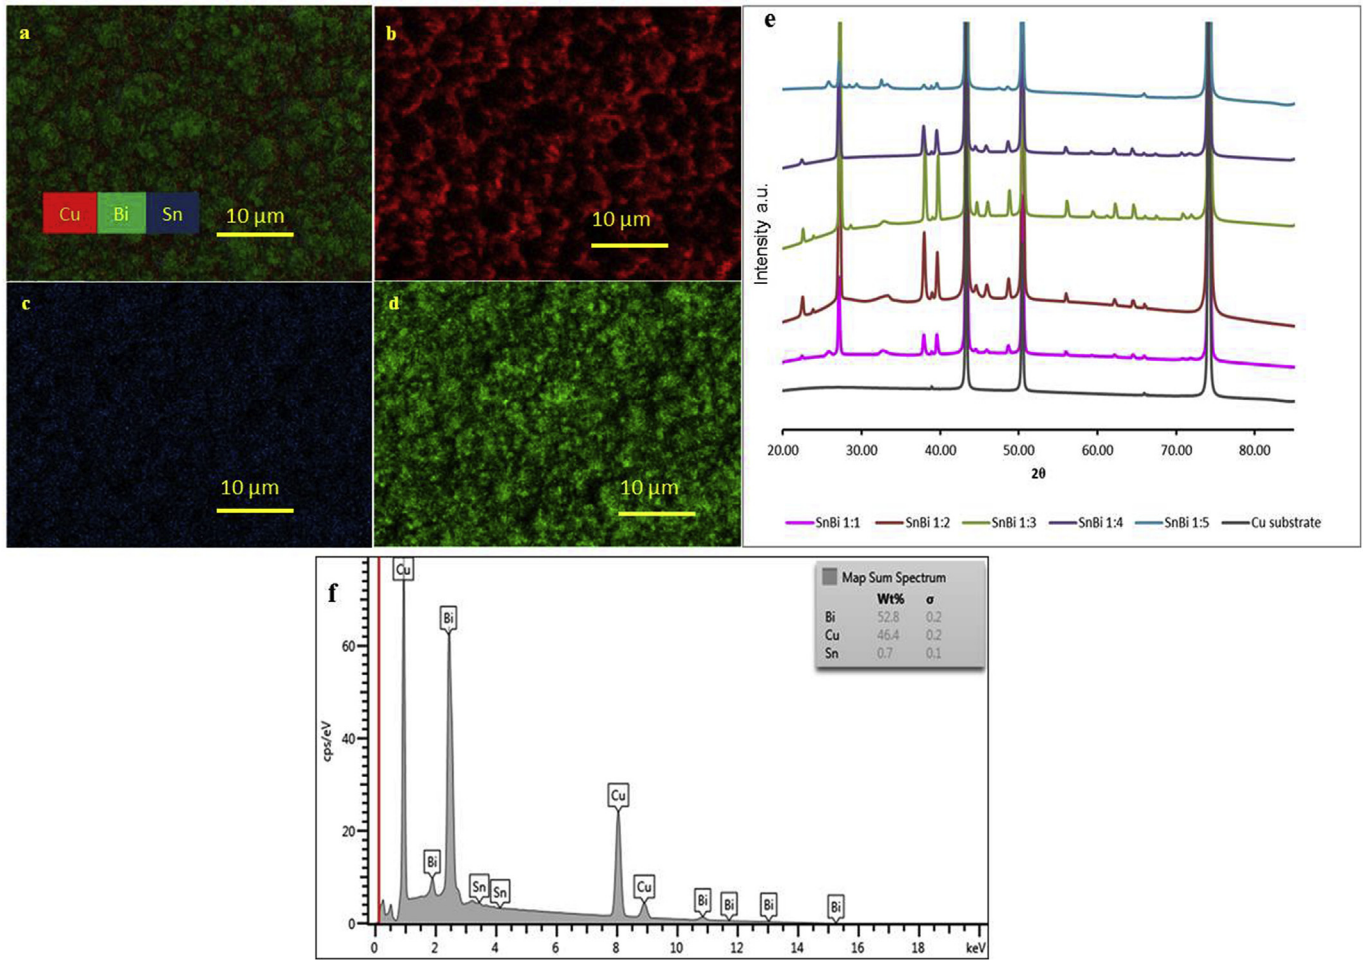 a
Cu Bi Sn
10 µm
b
10 µm
c
10 µm
d
10 µm
e
Intensity a.u.
20.00 30.00 40.00 50.00 60.00 70.00 80.00
2θ
SnBi 1:1 SnBi 1:2 SnBi 1:3 SnBi 1:4 SnBi 1:5 Cu substrate
f
Map Sum Spectrum
Wt% σ
Bi 52.8 0.2
Cu 46.4 0.2
Sn 0.7 0.1
cps/eV
60
40
20
0
Cu
Bi
Bi
Sn
Sn
Cu
Cu
Bi
Bi
Bi
Bi
0 2 4 6 8 10 12 14 16 18 keV